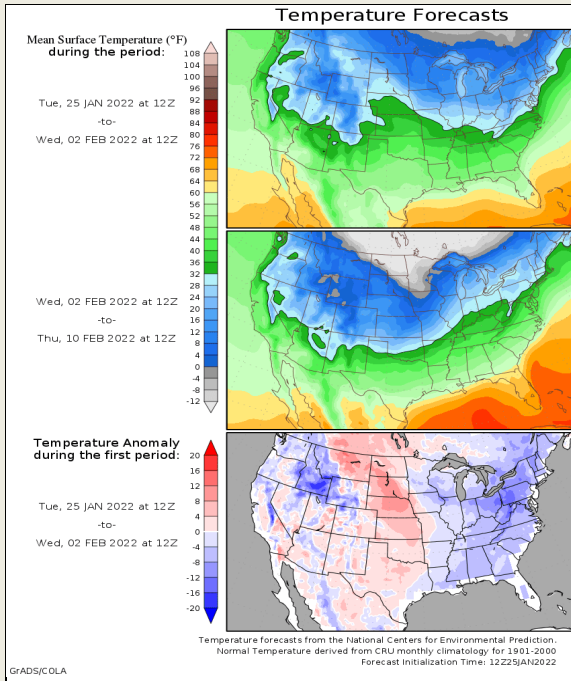 Temperature Forecasts
Mean Surface Temperature (°F)
during the period:
Tue, 25 JAN 2022 at 12Z
-to-
Wed, 02 FEB 2022 at 12Z
108
104
100
96
92
88
84
80
76
72
68
64
60
56
52
48
44
40
36
32
28
24
20
16
12
8
4
0
-4
-8
-12
Wed, 02 FEB 2022 at 12Z
-to-
Thu, 10 FEB 2022 at 12Z
Temperature Anomaly
during the first period:
Tue, 25 JAN 2022 at 12Z
-to-
Wed, 02 FEB 2022 at 12Z
20
16
12
8
4
0
-4
-8
-12
-16
-20
Temperature forecasts from the National Centers for Environmental Prediction.
Normal Temperature derived from CRU monthly climatology for 1901-2000
Forecast Initialization Time: 12Z25JAN2022
GrADS/COLA